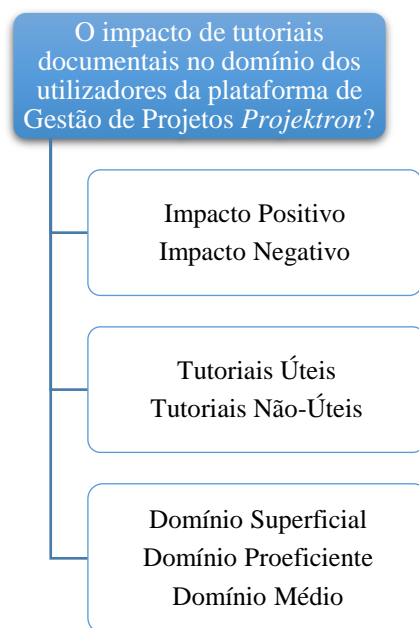 O impacto de tutoriais
documentais no domínio dos
utilizadores da plataforma de
Gestão de Projetos Projektron?
Impacto Positivo
Impacto Negativo
Tutoriais Úteis
Tutoriais Não-Úteis
Domínio Superficial
Domínio Proeficiente
Domínio Médio